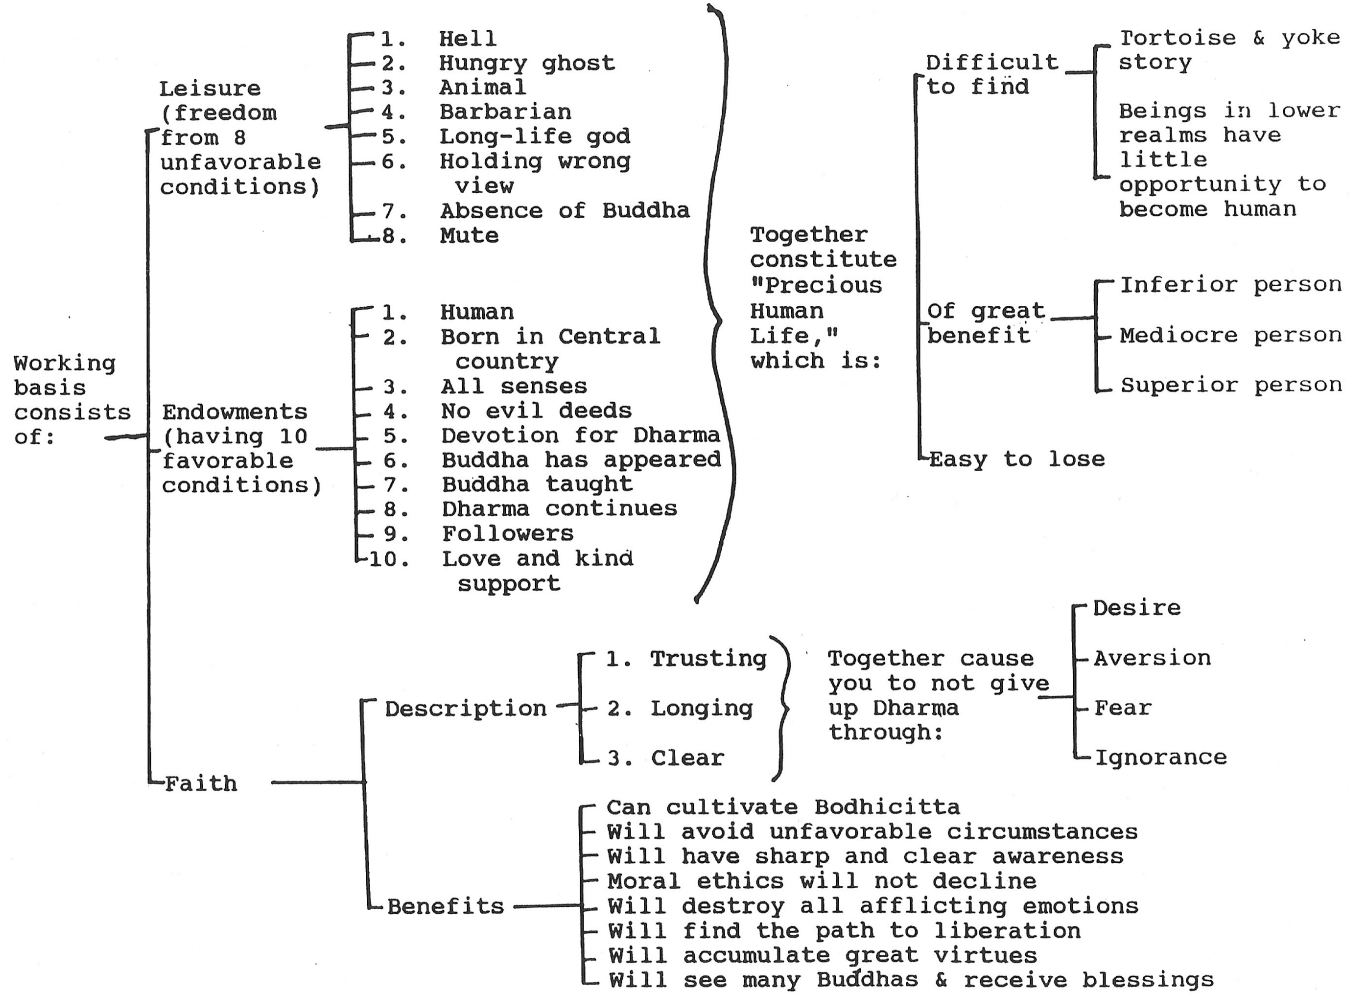 Working
basis
consists
of:
Leisure
(freedom
from 8
unfavorable
conditions)
1. Hell
2. Hungry ghost
3. Animal
4. Barbarian
5. Long-life god
6. Holding wrong
view
7. Absence of Buddha
8. Mute
Endowments
(having 10
favorable
conditions)
1. Human
2. Born in Central
country
3. All senses
4. No evil deeds
5. Devotion for Dharma
6. Buddha has appeared
7. Buddha taught
8. Dharma continues
9. Followers
10. Love and kind
support
Together
constitute
"Precious
Human
Life,"
which is:
Difficult
to find
Tortoise & yoke
story
Beings in lower
realms have
little
opportunity to
become human
Of great
benefit
Inferior person
Mediocre person
Superior person
Easy to lose
Faith
Description
1. Trusting
2. Longing
3. Clear
Together cause
you to not give
up Dharma
through:
Desire
Aversion
Fear
Ignorance
Benefits
Can cultivate Bodhicitta
Will avoid unfavorable circumstances
Will have sharp and clear awareness
Moral ethics will not decline
Will destroy all afflicting emotions
Will find the path to liberation
Will accumulate great virtues
Will see many Buddhas & receive blessings